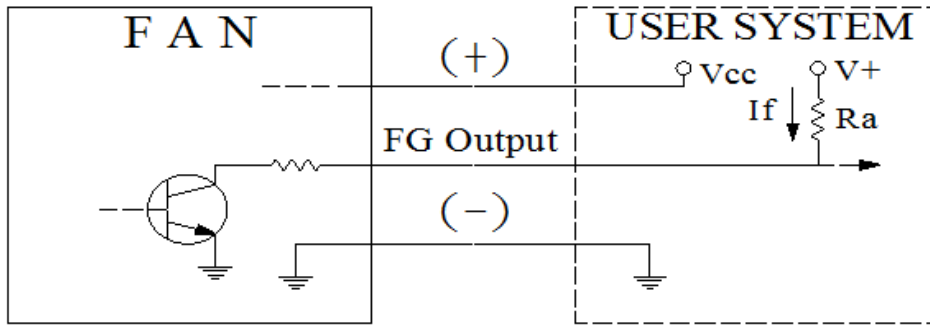 F A N
USER SYSTEM
(+)
Vcc
V+
If
Ra
FG Output
(-)